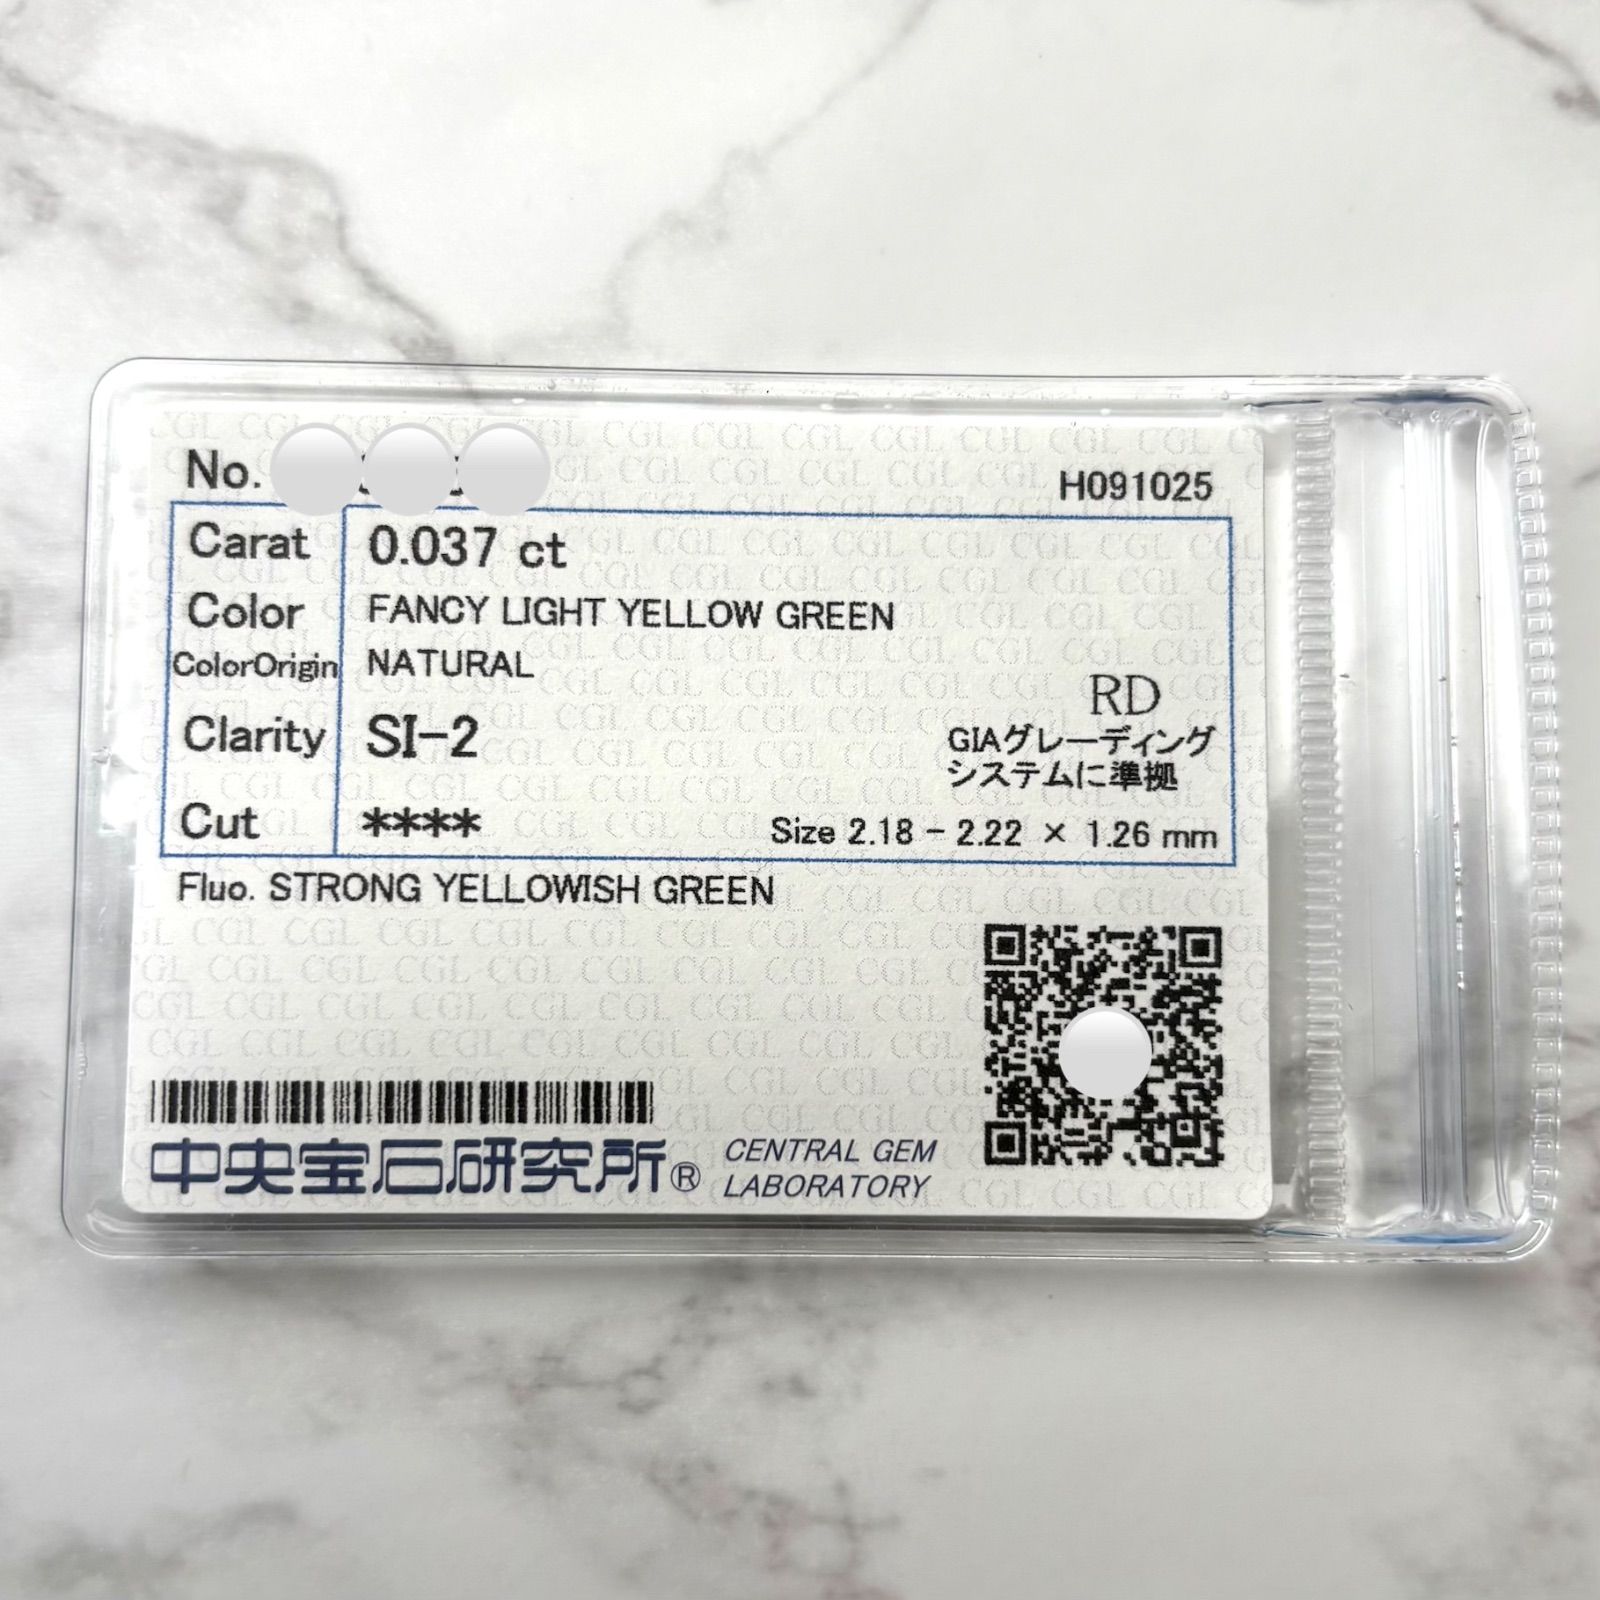 No.
H091025
Carat 0.037 ct
Color FANCY LIGHT YELLOW GREEN
ColorOrigin NATURAL
RD
Clarity SI-2
GIAグレーディング
システムに準拠
Cut ****
Size 2.18 - 2.22 × 1.26 mm
Fluo. STRONG YELLOWISH GREEN
中央宝石研究所®
CENTRAL GEM
LABORATORY